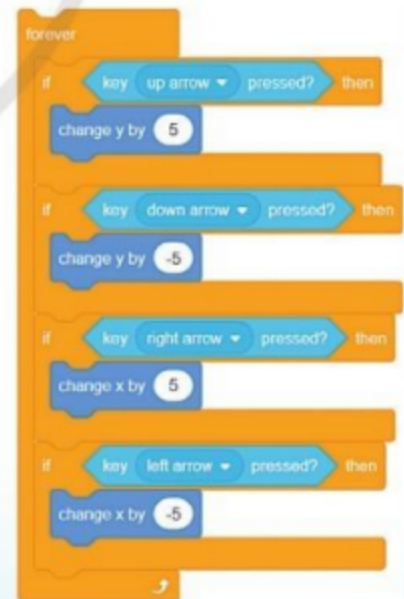 forever
if key up arrow pressed? then
change y by 5
if key down arrow pressed? then
change y by -5
if key right arrow pressed? then
change x by 5
if key left arrow pressed? then
change x by -5